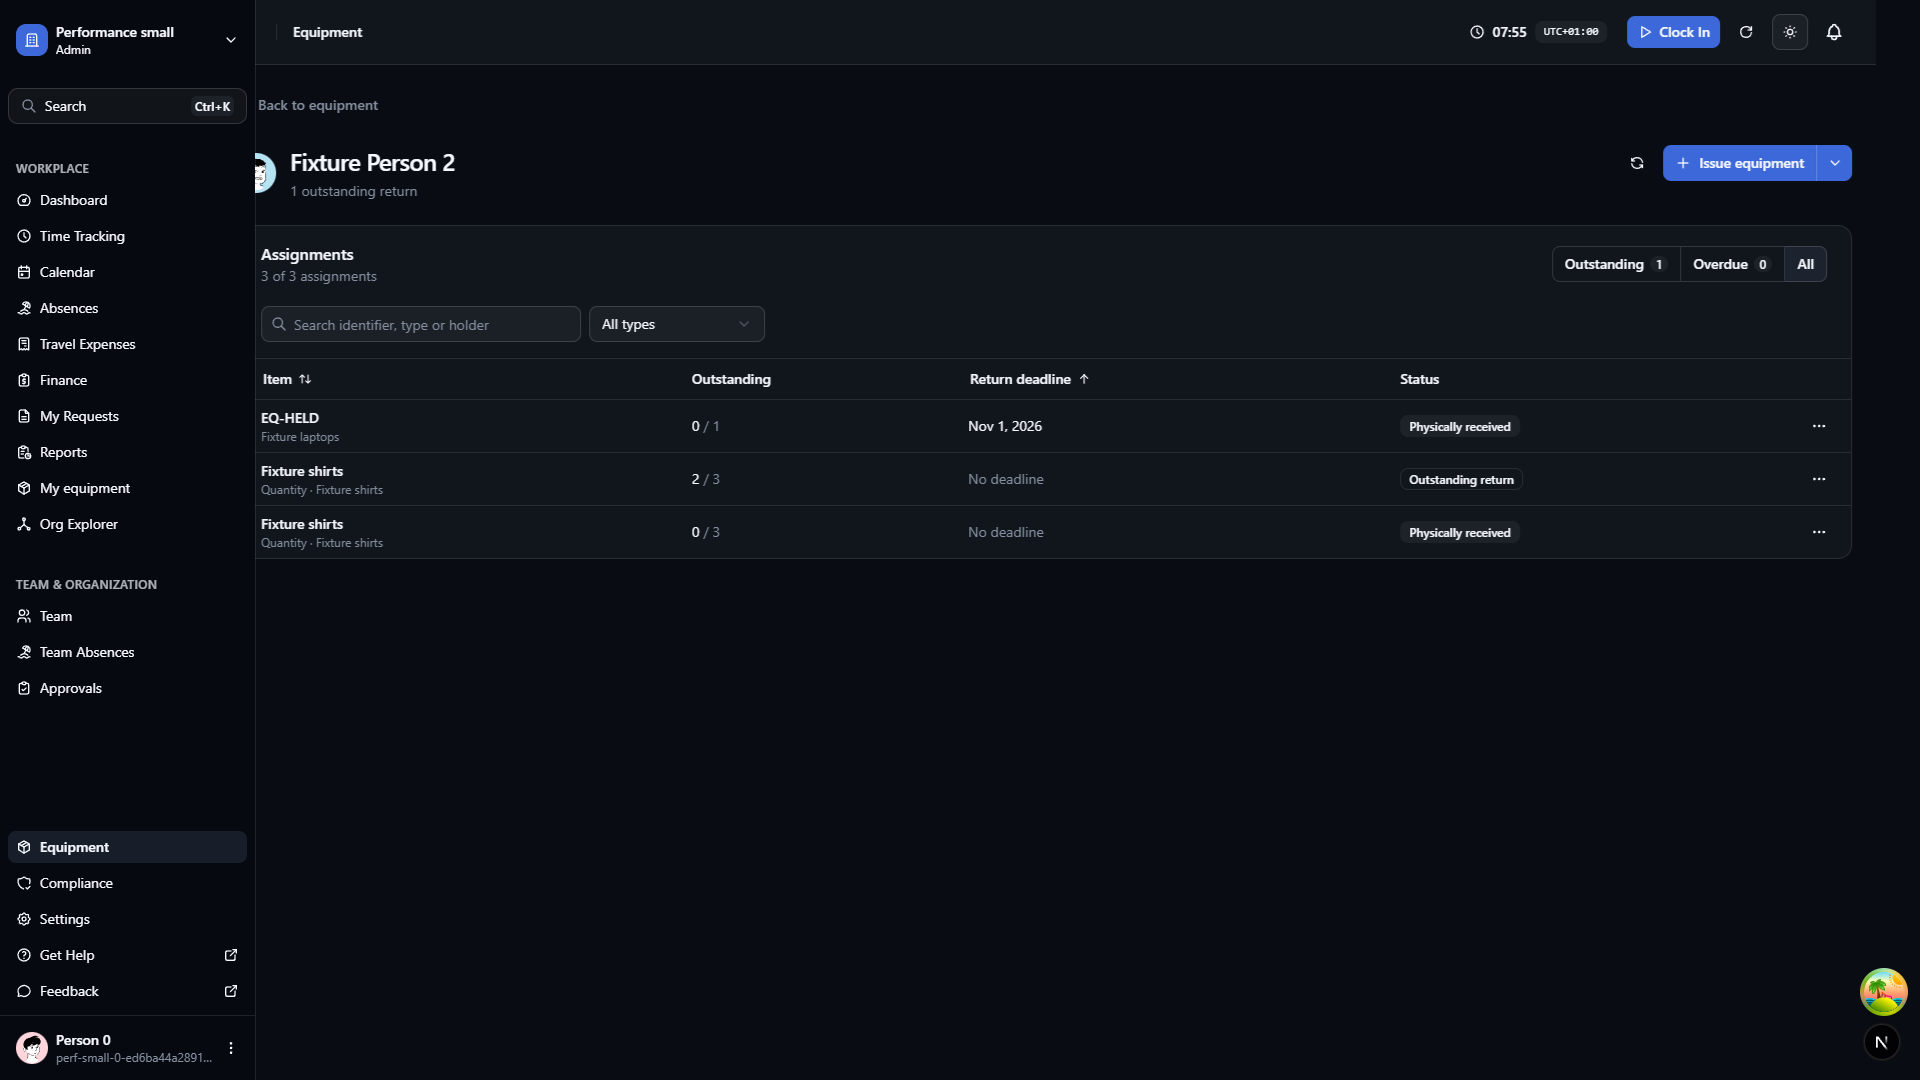 Performance small
Admin
Search
Ctrl+K
WORKPLACE
Dashboard
Time Tracking
Calendar
Absences
Travel Expenses
Finance
My Requests
Reports
My equipment
Org Explorer
TEAM & ORGANIZATION
Team
Team Absences
Approvals
Equipment
Compliance
Settings
Get Help
Feedback
Person 0
perf-small-0-ed6ba44a2891...
Equipment
07:55 UTC+01:00 Clock In
Back to equipment
Fixture Person 2
1 outstanding return
Issue equipment
Assignments
3 of 3 assignments
Outstanding 1 Overdue 0 All
Search identifier, type or holder
All types
Item Outstanding Return deadline Status
EQ-HELD
Fixture laptops
0 / 1 Nov 1, 2026 Physically received
Fixture shirts
Quantity · Fixture shirts
2 / 3 No deadline Outstanding return
Fixture shirts
Quantity · Fixture shirts
0 / 3 No deadline Physically received
N